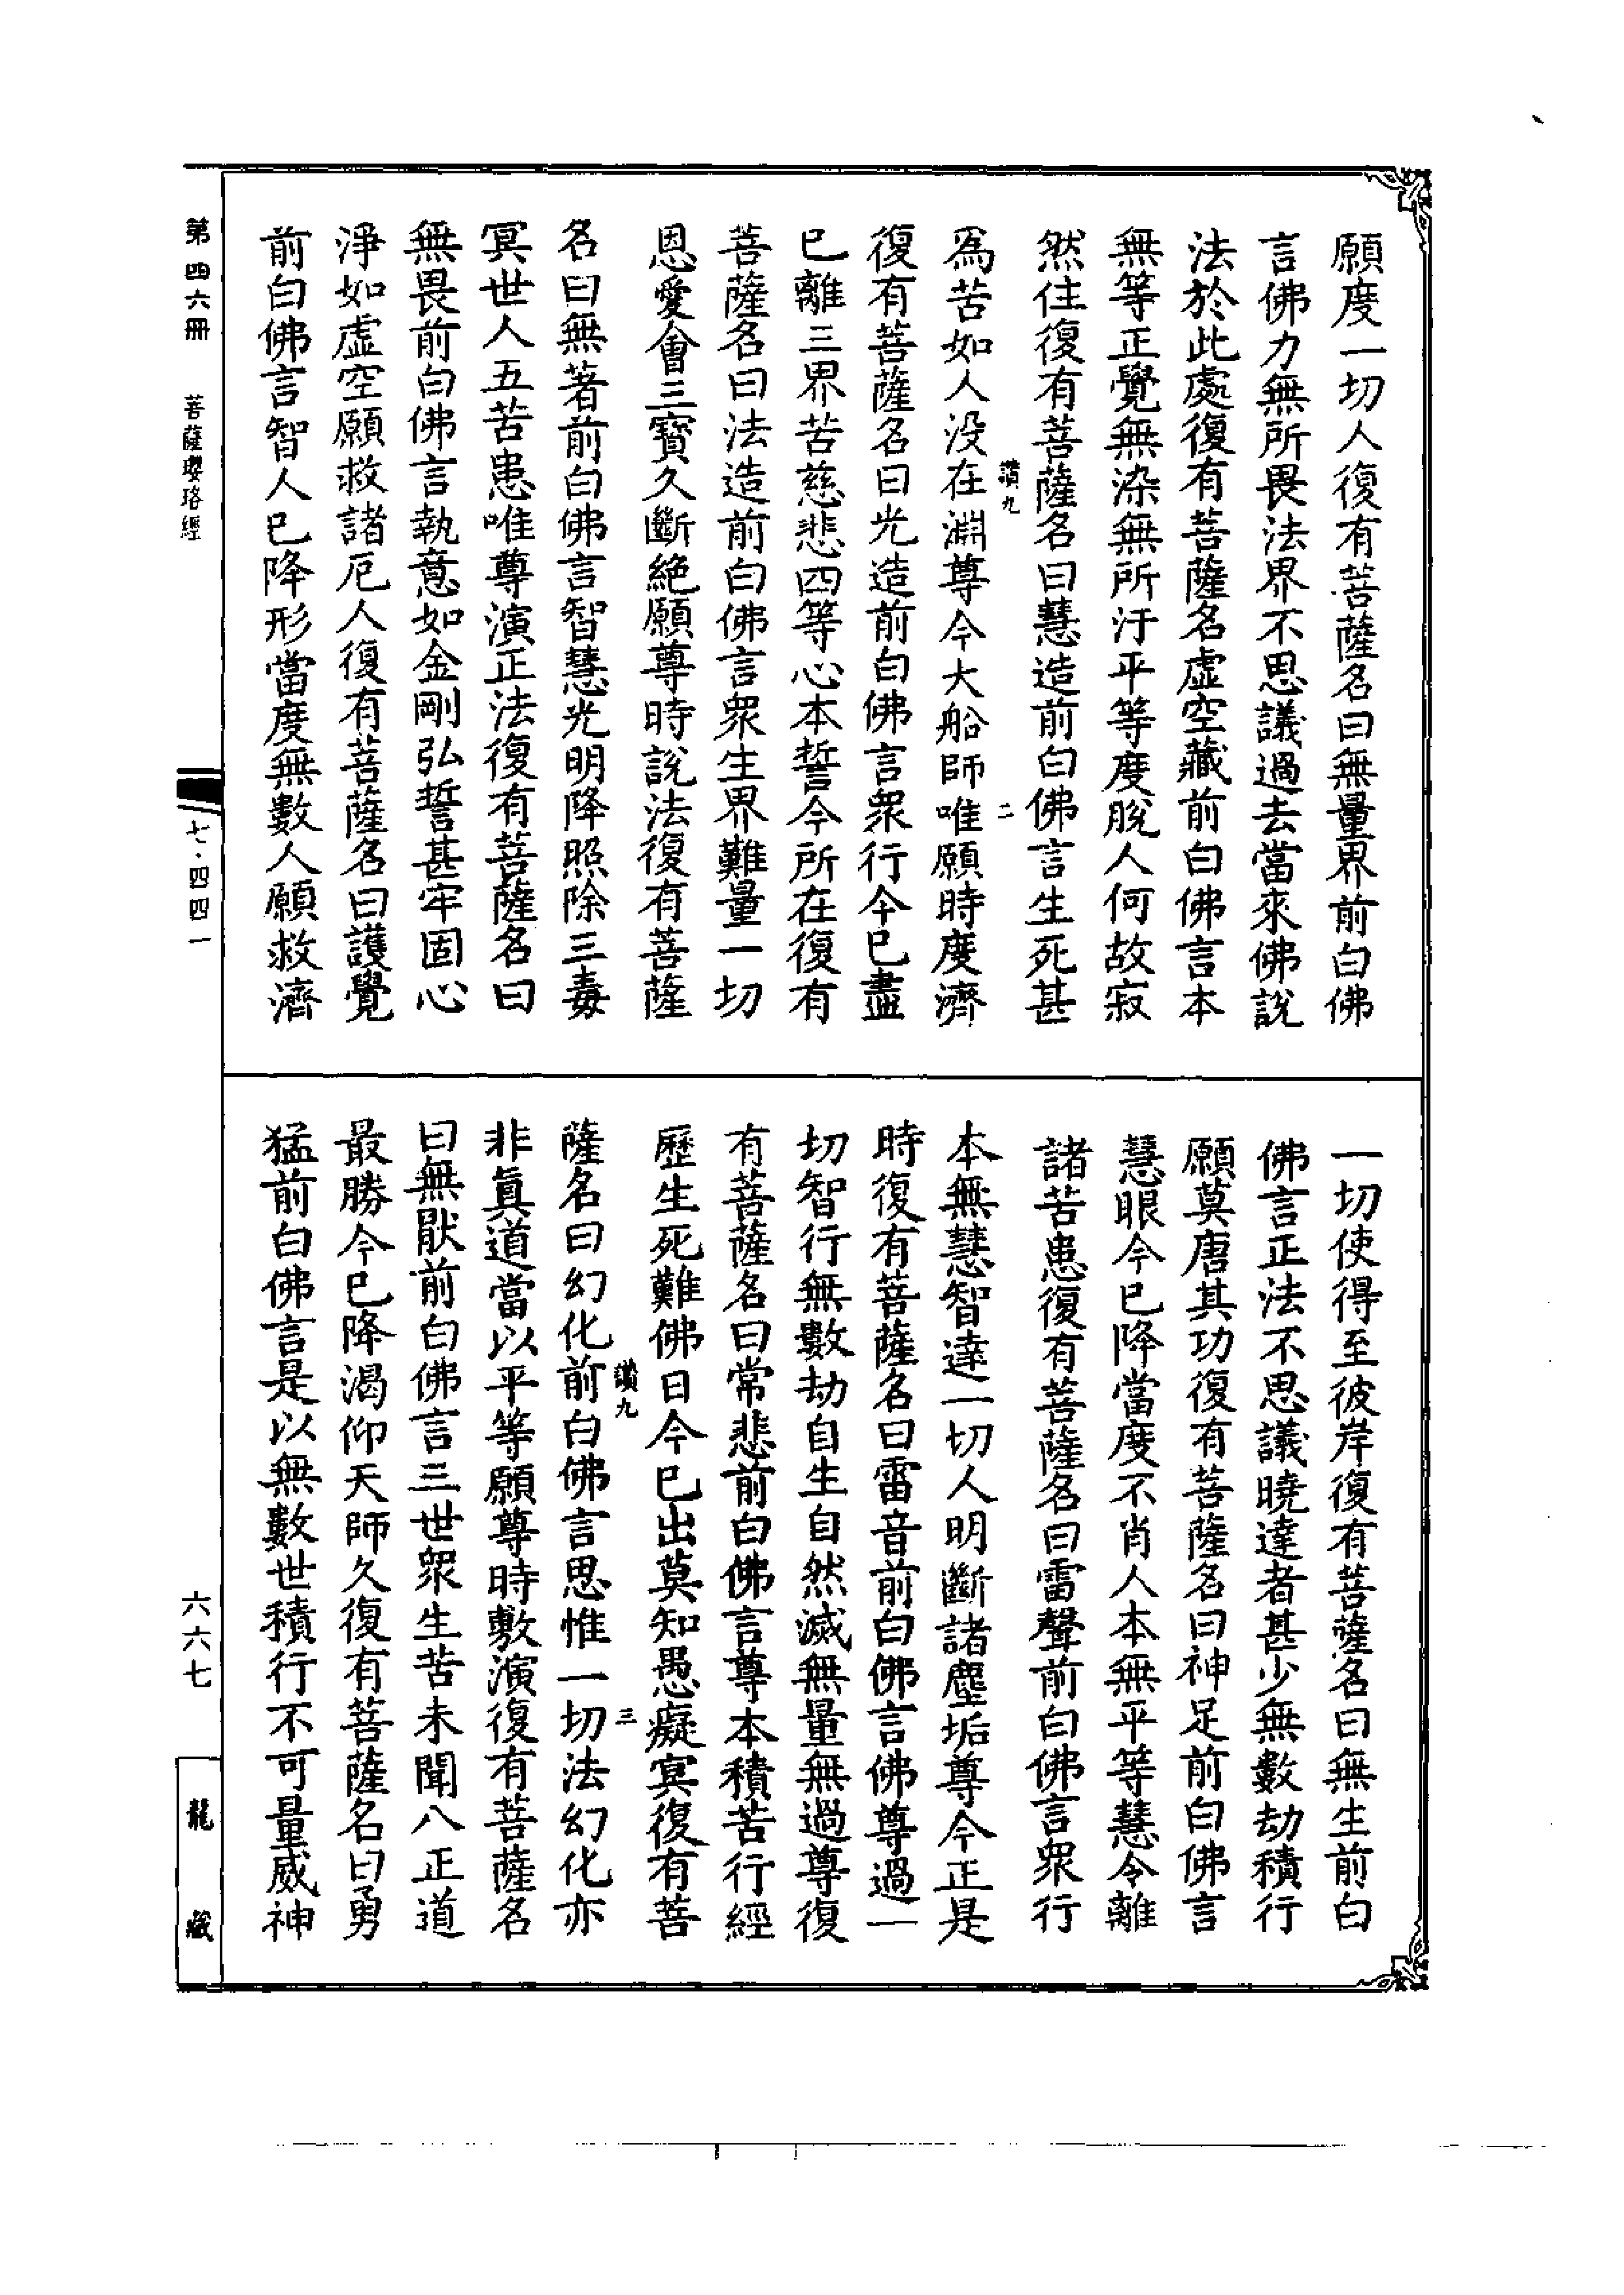 願度一切人復有菩薩名曰無量界前白佛
言佛力無所畏法界不思議過去當來佛說
法於此處復有菩薩名虛空藏前白佛言本
無等正覺無染無所汙平等度脫人何故寂
然住復有菩薩名曰慧造前白佛言生死甚
讚九 二
爲苦如人没在淵尊今大船師唯願時度濟
復有菩薩名曰光造前白佛言衆行今已盡
已離三界苦慈悲四等心本誓今所在復有
菩薩名曰法造前白佛言衆生界難量一切
恩愛會三寶久斷絶願尊時說法復有菩薩
名曰無著前白佛言智慧光明降照除三毒
冥世人五苦患唯尊演正法復有菩薩名曰
無畏前白佛言執意如金剛弘誓甚牢固心
淨如虛空願救諸厄人復有菩薩名曰護覺
前白佛言智人已降形當度無數人願救濟
一切使得至彼岸復有菩薩名曰無生前白
佛言正法不思議曉達者甚少無數劫積行
願莫唐其功復有菩薩名曰神足前白佛言
慧眼今已降當度不肖人本無平等慧令離
諸苦患復有菩薩名曰雷聲前白佛言衆行
本無慧智達一切人明斷諸塵垢尊今正是
時復有菩薩名曰雷音前白佛言佛尊過一
切智行無數劫自生自然滅無量無過尊復
有菩薩名曰常悲前白佛言尊本積苦行經
歷生死難佛日今已出莫知愚癡冥復有菩
讚九 三
薩名曰幻化前白佛言思惟一切法幻化亦
非眞道當以平等願尊時敷演復有菩薩名
曰無猒前白佛言三世衆生苦未聞八正道
最勝今已降渴仰天師久復有菩薩名曰勇
猛前白佛言是以無數世積行不可量威神
第四六冊 菩薩瓔珞經
七·四四一
六六七
龍藏